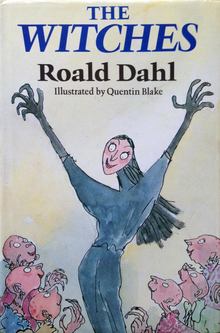 THE
WITCHES
Roald Dahl
Illustrated by Quentin Blake